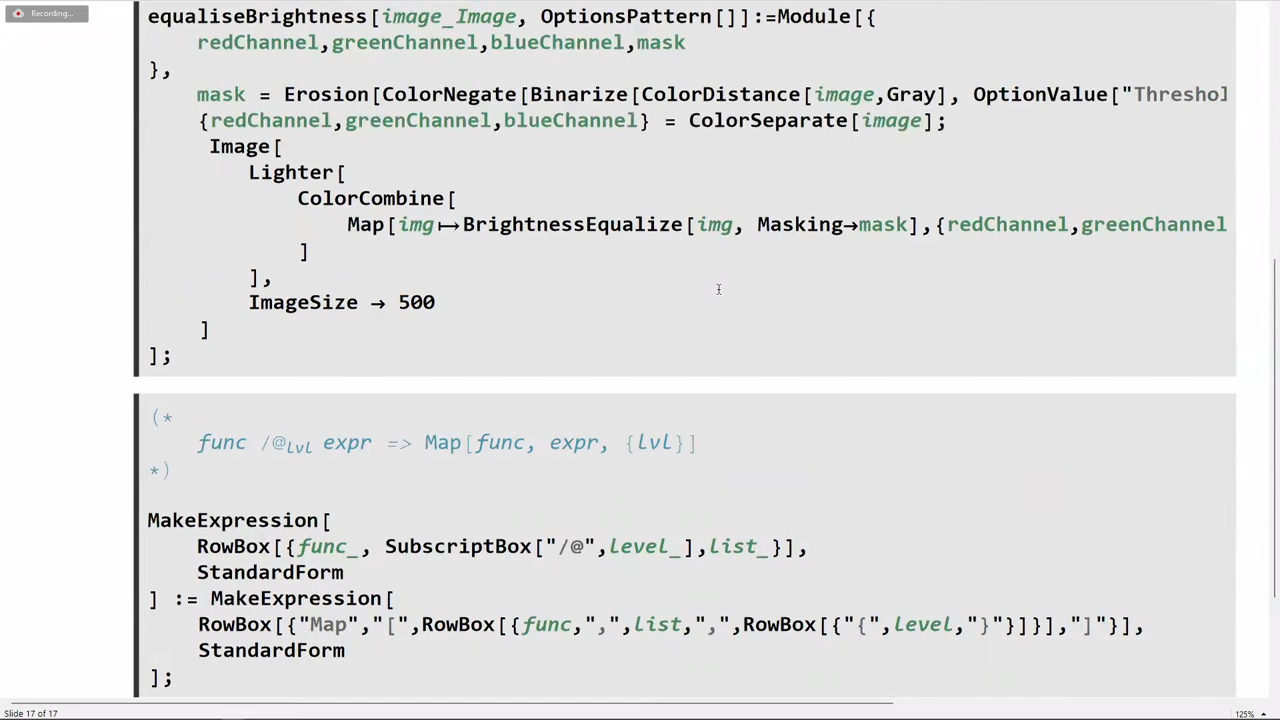 Recording...
equaliseBrightness[image_Image, OptionsPattern[]]:=Module[{
redChannel,greenChannel,blueChannel,mask
},
mask = Erosion[ColorNegate[Binarize[ColorDistance[image,Gray], OptionValue["Threshol
{redChannel,greenChannel,blueChannel} = ColorSeparate[image];
Image[
Lighter[
ColorCombine[
Map[img↦BrightnessEqualize[img, Masking→mask],{redChannel,greenChannel
]
],
ImageSize → 500
]
];
(*
func /@lvl expr => Map[func, expr, {lvl}]
*)
MakeExpression[
RowBox[{func_, SubscriptBox["/@",level_],list_}],
StandardForm
] := MakeExpression[
RowBox[{"Map","[",RowBox[{func,",",list,",",RowBox[{"{",level,"}"}]}],"]"}],
StandardForm
];
Slide 17 of 17
125%